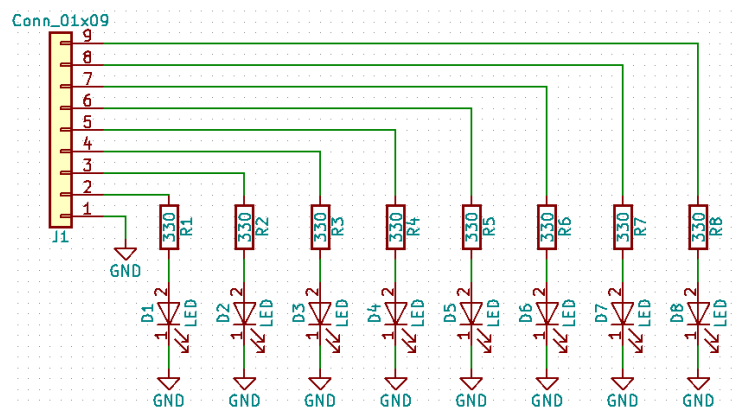 Conn_01x09
9
8
7
6
5
4
3
2
1
J1
GND
330 R1
330 R2
330 R3
330 R4
330 R5
330 R6
330 R7
330 R8
D1 2 1 LED
D2 2 1 LED
D3 2 1 LED
D4 2 1 LED
D5 2 1 LED
D6 2 1 LED
D7 2 1 LED
D8 2 1 LED
GND GND GND GND GND GND GND GND